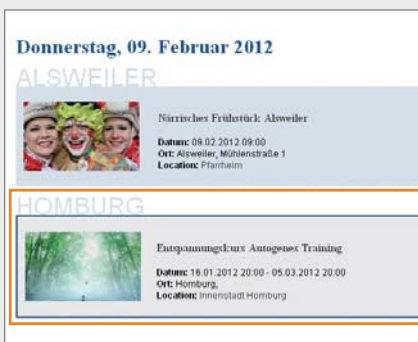 Donnerstag, 09. Februar 2012
ALSWEILER
Närrisches Frühstück Alsweiler
Datum: 09.02.2012 09:00
Ort: Alsweiler, Mühlenstraße 1
Location: Pfarrheim
HOMBURG
Entspannungskurs Autogenes Training
Datum: 16.01.2012 20:00 - 05.03.2012 20:00
Ort: Homburg,
Location: Innenstadt Homburg